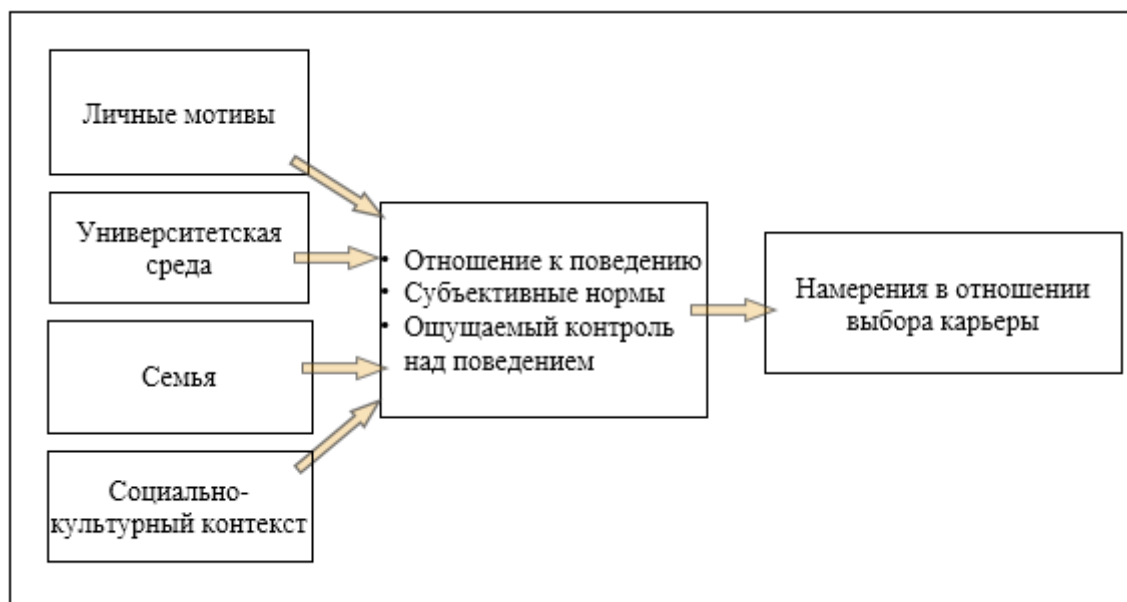 Личные мотивы
Университетская
среда
Семья
Социально-
культурный контекст
• Отношение к поведению
• Субъективные нормы
• Ощущаемый контроль
над поведением
Намерения в отношении
выбора карьеры